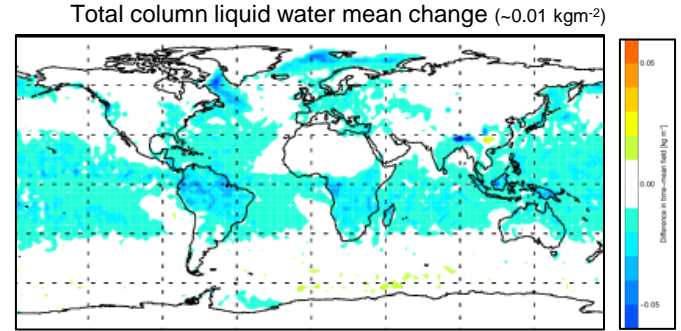 Total column liquid water mean change (~0.01 kgm-2)
0.05
0.00
-0.05
Difference in time-mean field [kg m-2]